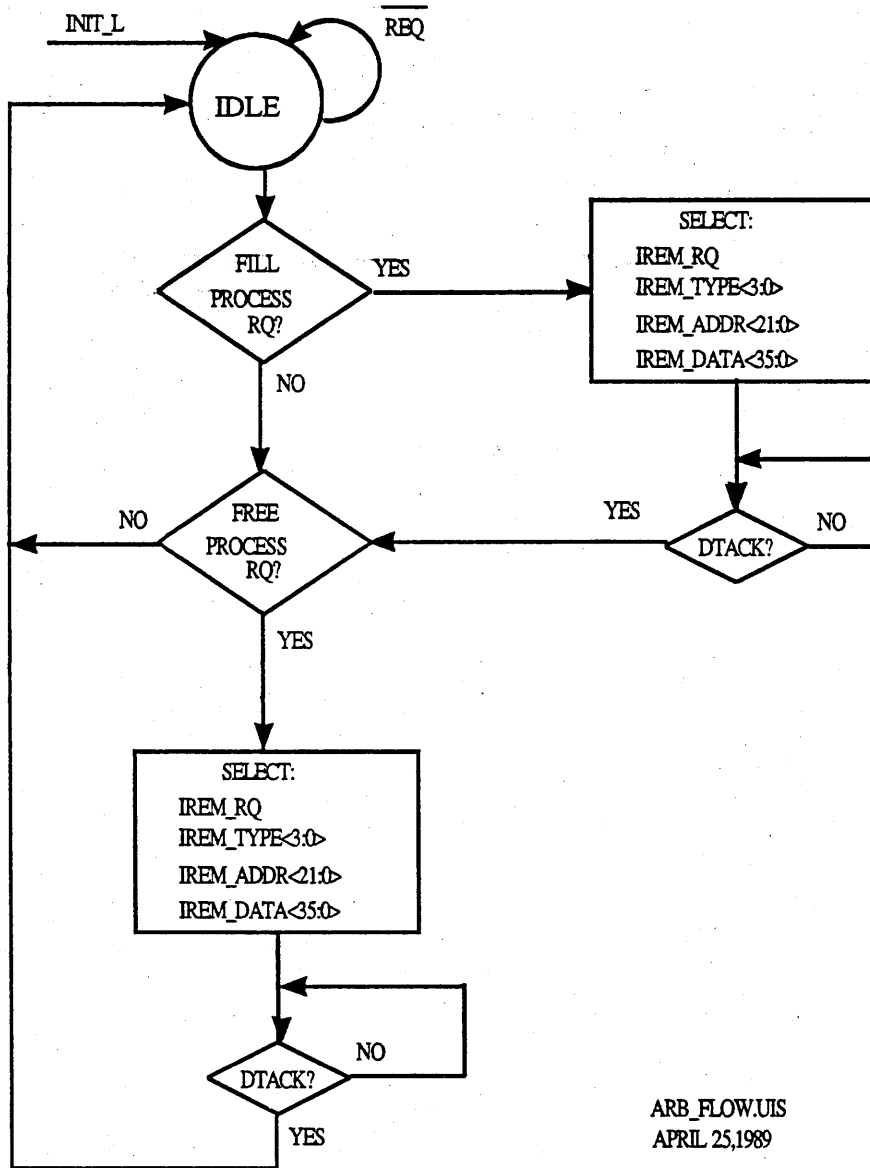 INIT_L
REQ
IDLE
FILL
PROCESS
RQ?
YES
NO
SELECT:
IREM_RQ
IREM_TYPE<3:0>
IREM_ADDR<21:0>
IREM_DATA<35:0>
DTACK?
NO
YES
FREE
PROCESS
RQ?
NO
YES
SELECT:
IREM_RQ
IREM_TYPE<3:0>
IREM_ADDR<21:0>
IREM_DATA<35:0>
DTACK?
NO
YES
ARB_FLOW.UIS
APRIL 25,1989